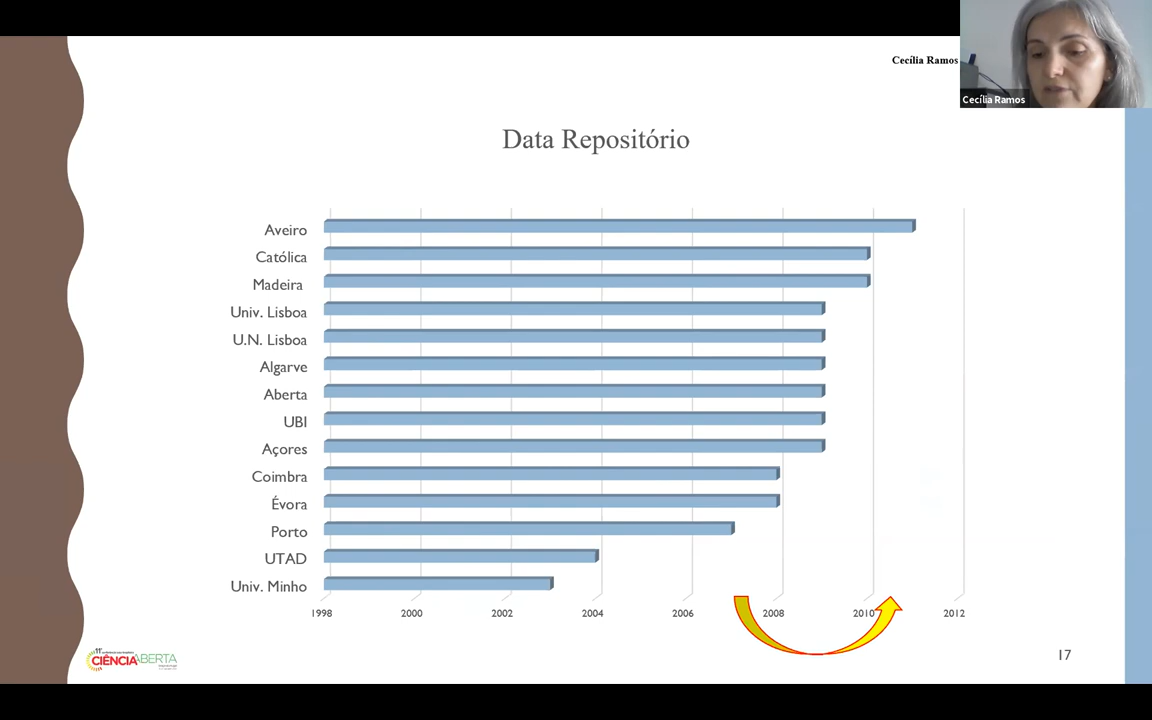 Cecília Ramos
Cecília Ramos
Data Repositório
Aveiro
Católica
Madeira
Univ. Lisboa
U.N. Lisboa
Algarve
Aberta
UBI
Açores
Coimbra
Évora
Porto
UTAD
Univ. Minho
1998 2000 2002 2004 2006 2008 2010 2012
CIÊNCIA ABERTA
17